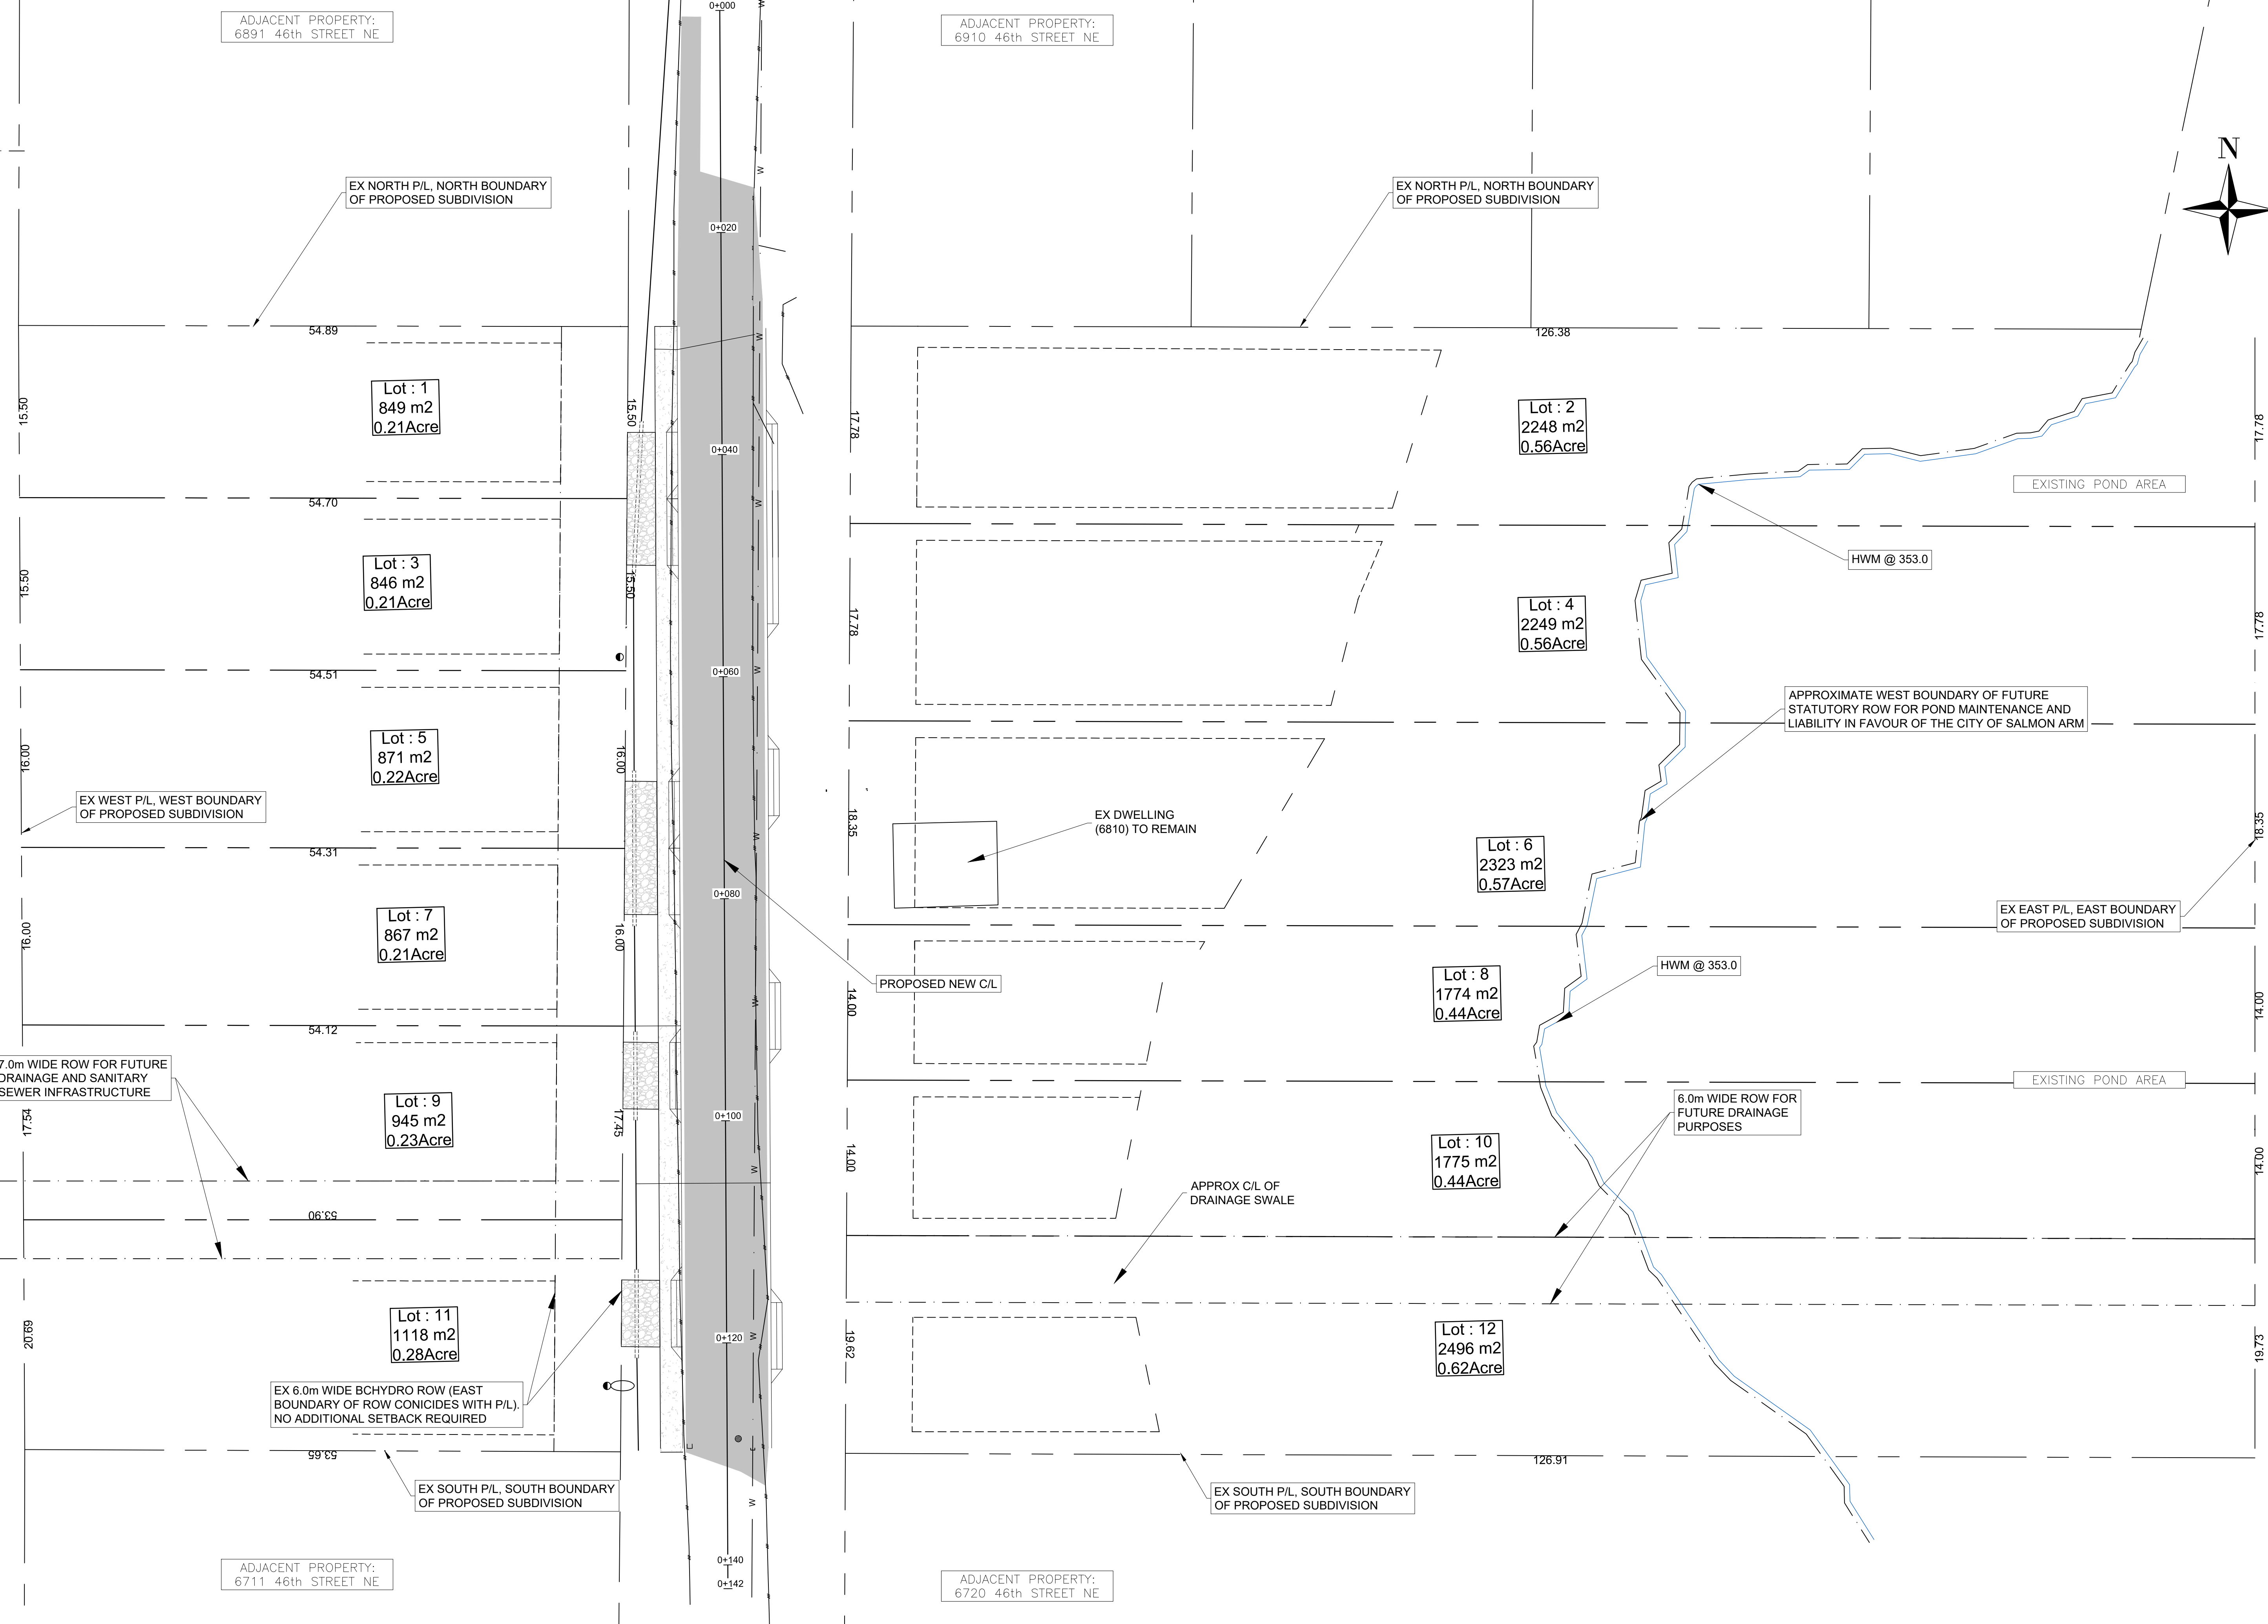 ADJACENT PROPERTY:
6891 46th STREET NE
0+000
W
ADJACENT PROPERTY:
6910 46th STREET NE
N
EX NORTH P/L, NORTH BOUNDARY
OF PROPOSED SUBDIVISION
W
EX NORTH P/L, NORTH BOUNDARY
OF PROPOSED SUBDIVISION
0+020
54.89
W
126.38
Lot : 1
849 m2
0.21Acre
15.50
15.50
17.78
Lot : 2
2248 m2
0.56Acre
17.78
0+040
EXISTING POND AREA
54.70
W
HWM @ 353.0
Lot : 3
846 m2
0.21Acre
15.50
15.50
17.78
Lot : 4
2249 m2
0.56Acre
17.78
54.51
0+060
W
APPROXIMATE WEST BOUNDARY OF FUTURE
STATUTORY ROW FOR POND MAINTENANCE AND
LIABILITY IN FAVOUR OF THE CITY OF SALMON ARM
Lot : 5
871 m2
0.22Acre
16.00
16.00
EX WEST P/L, WEST BOUNDARY
OF PROPOSED SUBDIVISION
W
18.35
EX DWELLING
(6810) TO REMAIN
Lot : 6
2323 m2
0.57Acre
18.35
54.31
0+080
EX EAST P/L, EAST BOUNDARY
OF PROPOSED SUBDIVISION
Lot : 7
867 m2
0.21Acre
16.00
16.00
PROPOSED NEW C/L
W
14.00
Lot : 8
1774 m2
0.44Acre
HWM @ 353.0
14.00
54.12
7.0m WIDE ROW FOR FUTURE
DRAINAGE AND SANITARY
SEWER INFRASTRUCTURE
EXISTING POND AREA
Lot : 9
945 m2
0.23Acre
17.54
17.45
0+100
6.0m WIDE ROW FOR
FUTURE DRAINAGE
PURPOSES
W
14.00
Lot : 10
1775 m2
0.44Acre
14.00
APPROX C/L OF
DRAINAGE SWALE
53.90
Lot : 11
1118 m2
0.28Acre
20.69
0+120
W
19.62
Lot : 12
2496 m2
0.62Acre
19.73
EX 6.0m WIDE BCHYDRO ROW (EAST
BOUNDARY OF ROW CONICIDES WITH P/L).
NO ADDITIONAL SETBACK REQUIRED
53.65
126.91
EX SOUTH P/L, SOUTH BOUNDARY
OF PROPOSED SUBDIVISION
W
EX SOUTH P/L, SOUTH BOUNDARY
OF PROPOSED SUBDIVISION
ADJACENT PROPERTY:
6711 46th STREET NE
0+140
0+142
ADJACENT PROPERTY:
6720 46th STREET NE